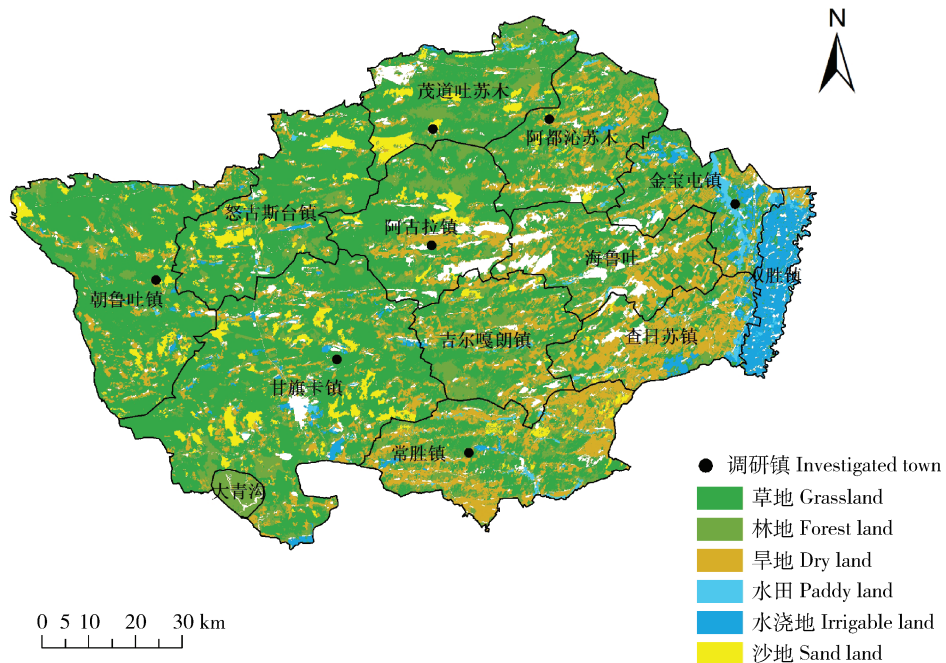 N
茂道吐苏木
阿都沁苏木
金宝屯镇
努古斯台镇
阿古拉镇
海鲁吐
双胜镇
朝鲁吐镇
吉尔嘎朗镇
查日苏镇
甘旗卡镇
常胜镇
大青沟
调研镇 Investigated town
草地 Grassland
林地 Forest land
旱地 Dry land
水田 Paddy land
水浇地 Irrigable land
沙地 Sand land
0 5 10 20 30 km